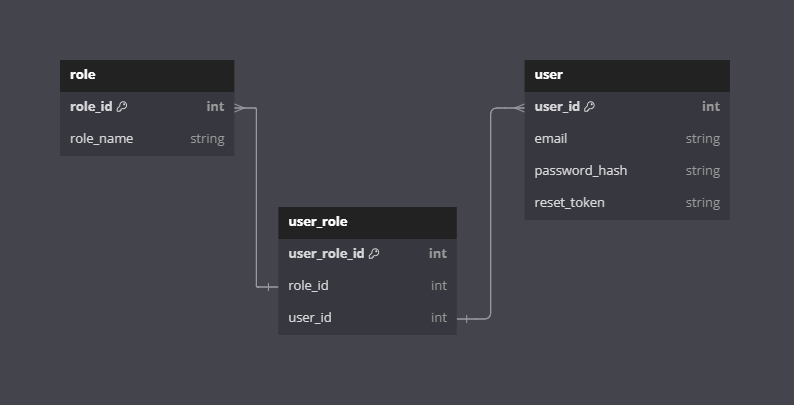 role
role_id int
role_name string
user
user_id int
email string
password_hash string
reset_token string
user_role
user_role_id int
role_id int
user_id int